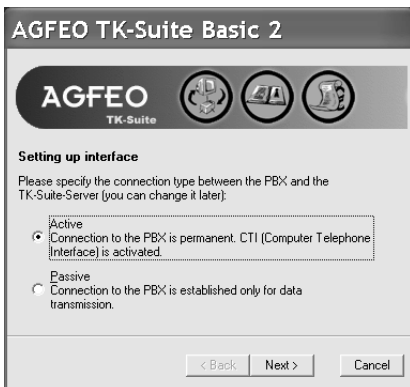 AGFEO TK-Suite Basic 2
AGFEO
TK-Suite
Setting up interface
Please specify the connection type between the PBX and the
TK-Suite-Server (you can change it later):
Active
Connection to the PBX is permanent. CTI (Computer Telephone
Interface) is activated.
Passive
Connection to the PBX is established only for data
transmission.
< Back Next > Cancel